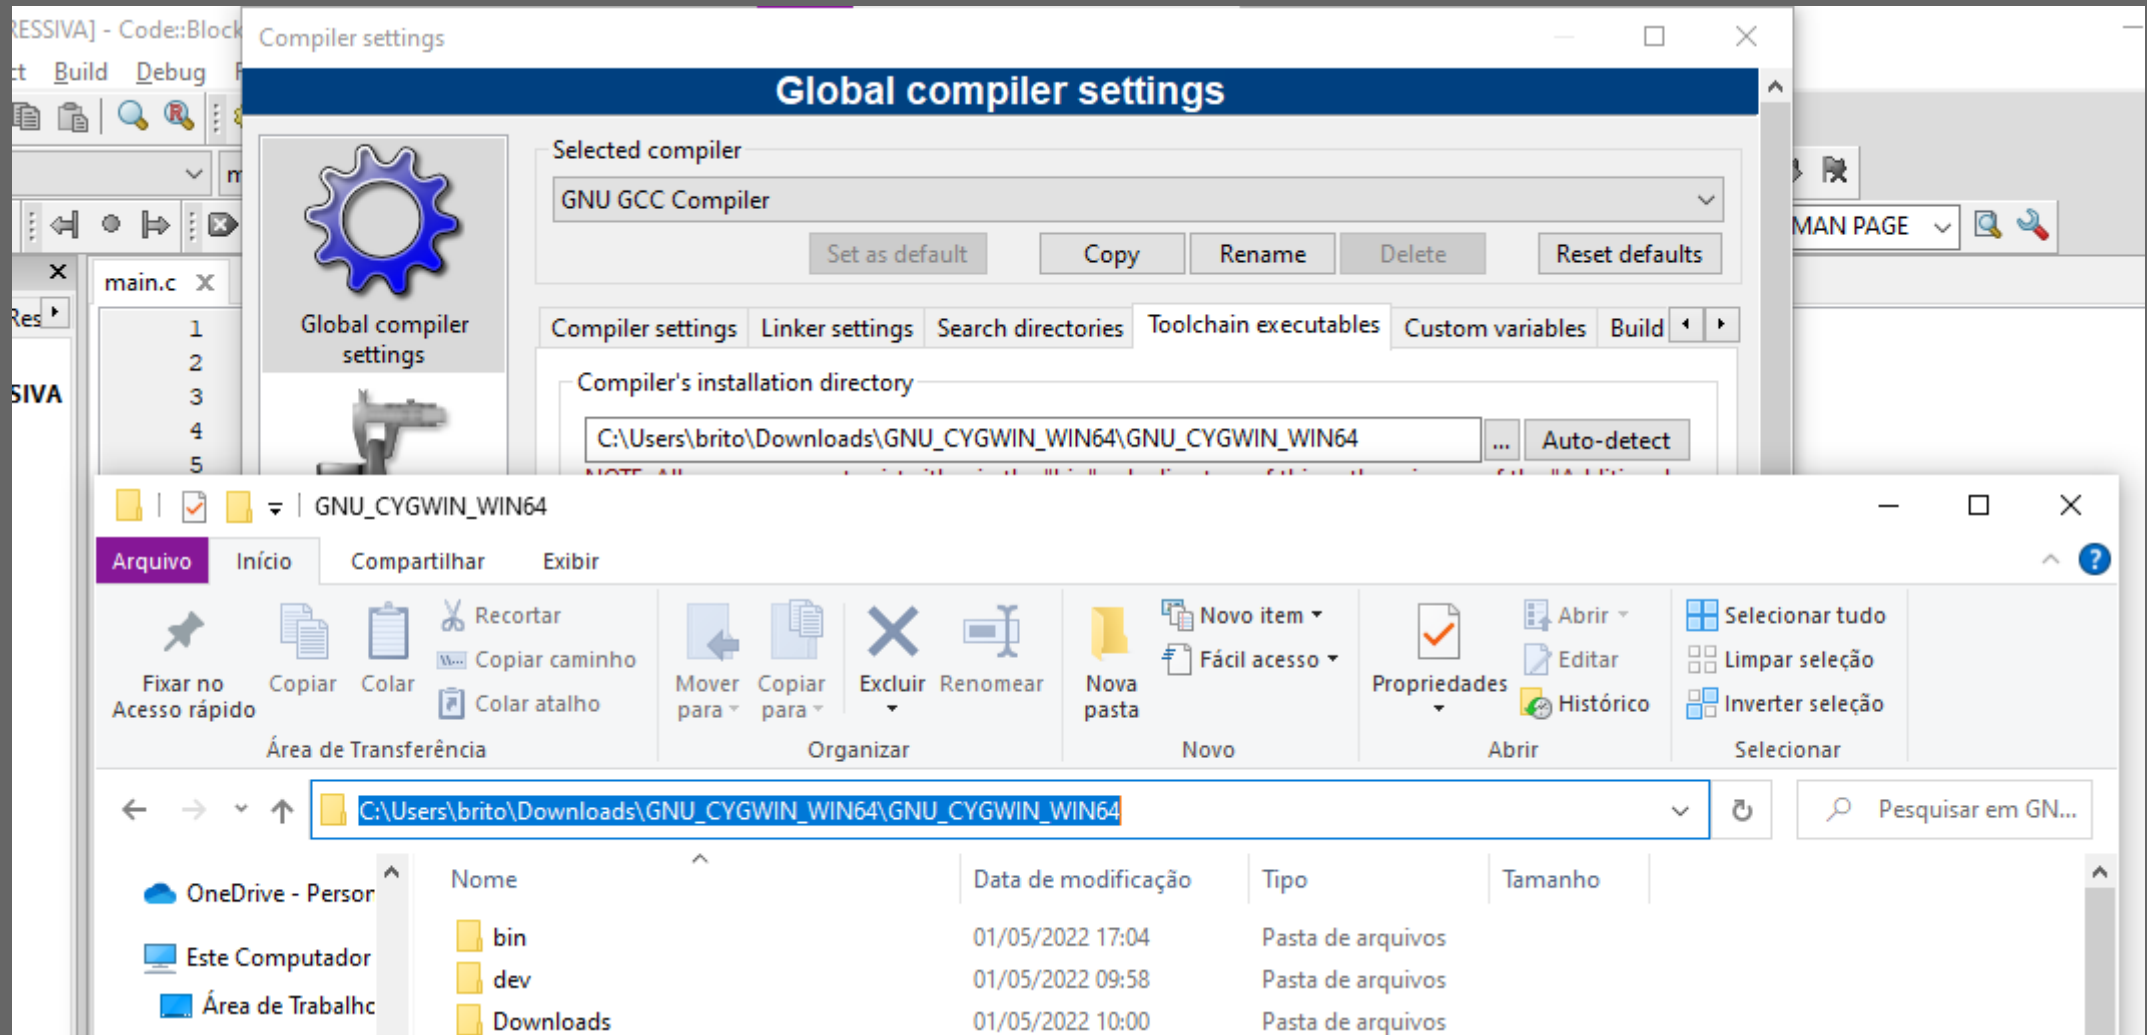 RESSIVA] - Code::Block
Compiler settings
Build Debug
Global compiler settings
Selected compiler
GNU GCC Compiler
MAN PAGE
Set as default Copy Rename Delete Reset defaults
main.c
Global compiler
settings
Compiler settings Linker settings Search directories Toolchain executables Custom variables Build
1
2
3
4
5
SIVA
Compiler's installation directory
C:\Users\brito\Downloads\GNU_CYGWIN_WIN64\GNU_CYGWIN_WIN64
... Auto-detect
GNU_CYGWIN_WIN64
Arquivo Início Compartilhar Exibir
Fixar no
Acesso rápido
Copiar
Colar
Recortar
Copiar caminho
Colar atalho
Área de Transferência
Mover
para
Copiar
para
Excluir
Renomear
Organizar
Nova
pasta
Novo item
Fácil acesso
Novo
Propriedades
Abrir
Editar
Histórico
Abrir
Selecionar tudo
Limpar seleção
Inverter seleção
Selecionar
C:\Users\brito\Downloads\GNU_CYGWIN_WIN64\GNU_CYGWIN_WIN64
Pesquisar em GN...
OneDrive - Person
Este Computador
Área de Trabalho
Nome Data de modificação Tipo Tamanho
bin 01/05/2022 17:04 Pasta de arquivos
dev 01/05/2022 09:58 Pasta de arquivos
Downloads 01/05/2022 10:00 Pasta de arquivos